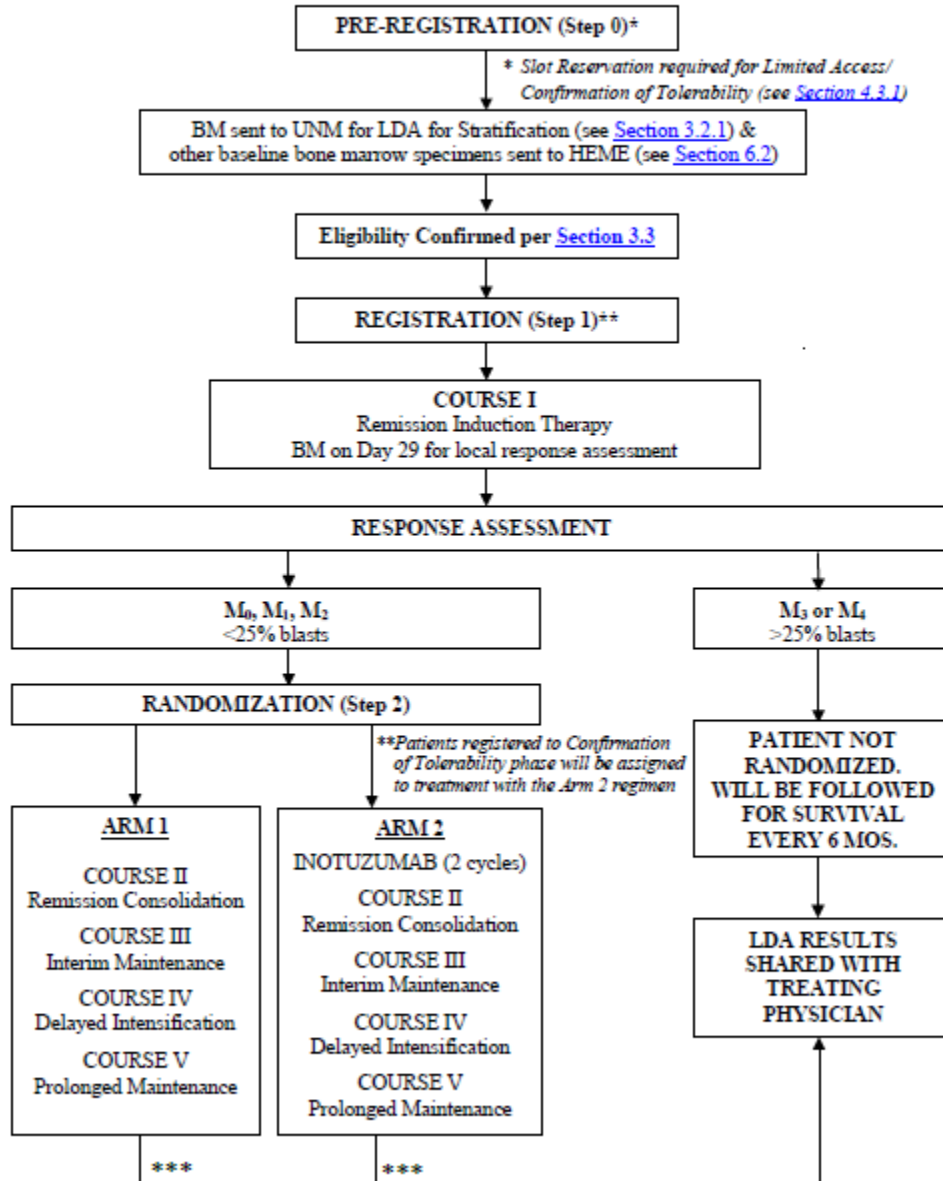 PRE-REGISTRATION (Step 0)*
* Slot Reservation required for Limited Access/
Confirmation of Tolerability (see Section 4.3.1)
BM sent to UNM for LDA for Stratification (see Section 3.2.1) &
other baseline bone marrow specimens sent to HEME (see Section 6.2)
Eligibility Confirmed per Section 3.3
REGISTRATION (Step 1)**
COURSE I
Remission Induction Therapy
BM on Day 29 for local response assessment
RESPONSE ASSESSMENT
M₀, M₁, M₂
<25% blasts
M₃ or M₄
>25% blasts
RANDOMIZATION (Step 2)
**Patients registered to Confirmation
of Tolerability phase will be assigned
to treatment with the Arm 2 regimen
ARM 1
COURSE II
Remission Consolidation
COURSE III
Interim Maintenance
COURSE IV
Delayed Intensification
COURSE V
Prolonged Maintenance
***
ARM 2
INOTUZUMAB (2 cycles)
COURSE II
Remission Consolidation
COURSE III
Interim Maintenance
COURSE IV
Delayed Intensification
COURSE V
Prolonged Maintenance
***
PATIENT NOT
RANDOMIZED.
WILL BE FOLLOWED
FOR SURVIVAL
EVERY 6 MOS.
LDA RESULTS
SHARED WITH
TREATING
PHYSICIAN